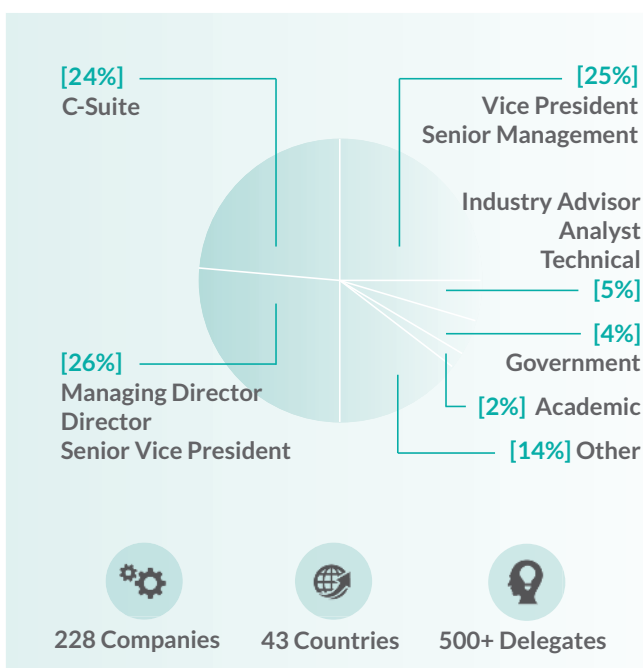 [24%]
C-Suite
[25%]
Vice President
Senior Management
Industry Advisor
Analyst
Technical
[5%]
[4%]
Government
[2%] Academic
[14%] Other
[26%]
Managing Director
Director
Senior Vice President
228 Companies
43 Countries
500+ Delegates